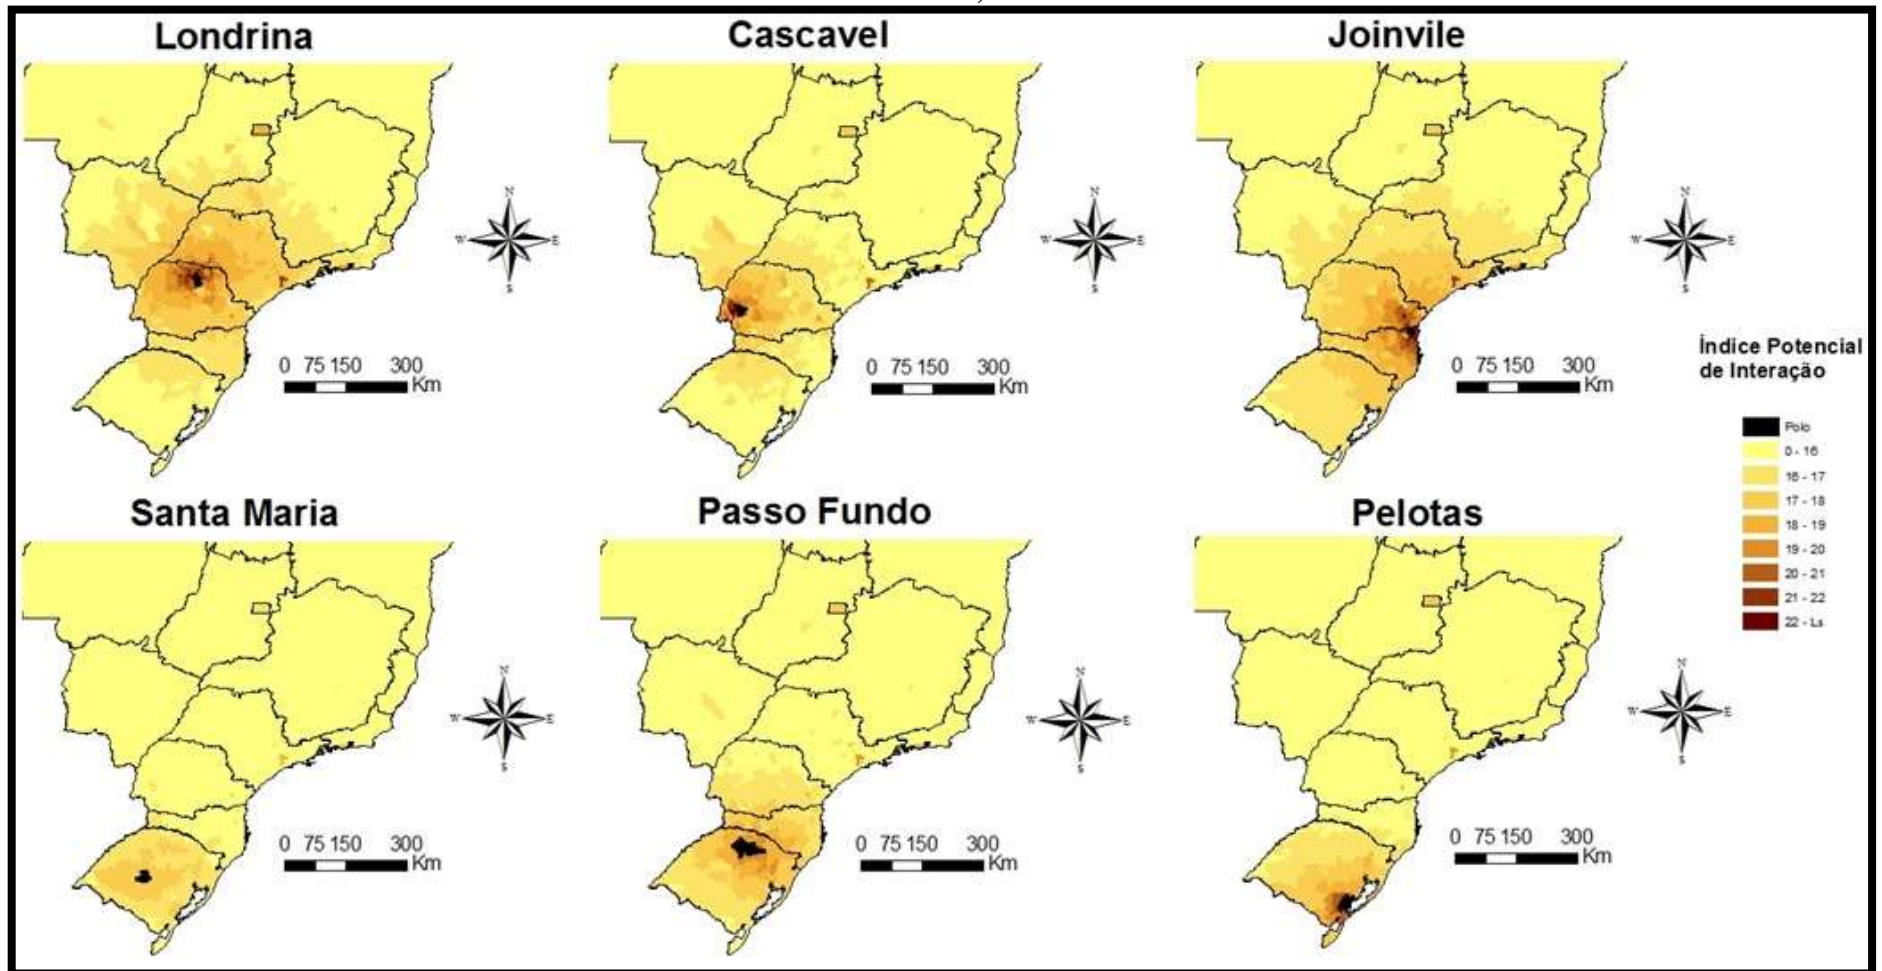 Londrina
Cascavel
Joinvile
N
W E
S
0 75 150 300
Km
N
W E
S
0 75 150 300
Km
N
W E
S
0 75 150 300
Km
Índice Potencial
de Interação
Polo
0 - 16
16 - 17
17 - 18
18 - 19
19 - 20
20 - 21
21 - 22
22 - Ls
Santa Maria
Passo Fundo
Pelotas
N
W E
S
0 75 150 300
Km
N
W E
S
0 75 150 300
Km
N
W E
S
0 75 150 300
Km